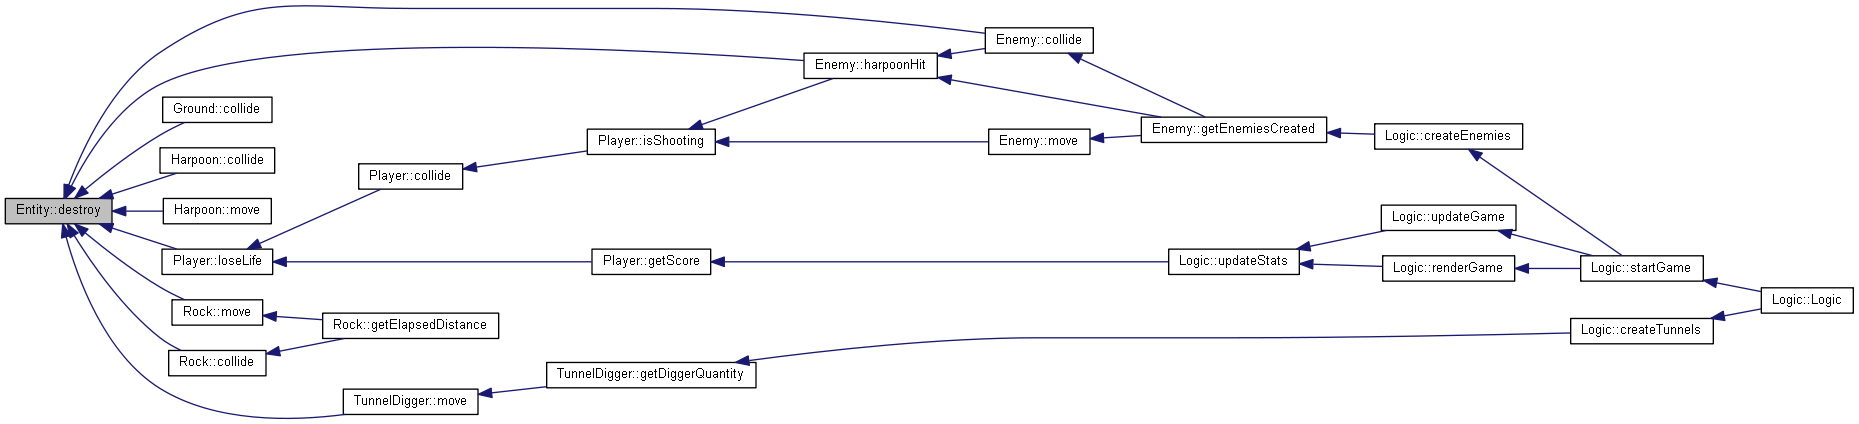 Entity::destroy
Enemy::collide
Enemy::harpoonHit
Ground::collide
Harpoon::collide
Harpoon::move
Player::loseLife
Rock::move
Rock::collide
TunnelDigger::move
Player::collide
Player::isShooting
Enemy::move
Enemy::getEnemiesCreated
Logic::createEnemies
Player::getScore
Logic::updateStats
Logic::updateGame
Logic::renderGame
Logic::startGame
Logic::Logic
Rock::getElapsedDistance
TunnelDigger::getDiggerQuantity
Logic::createTunnels